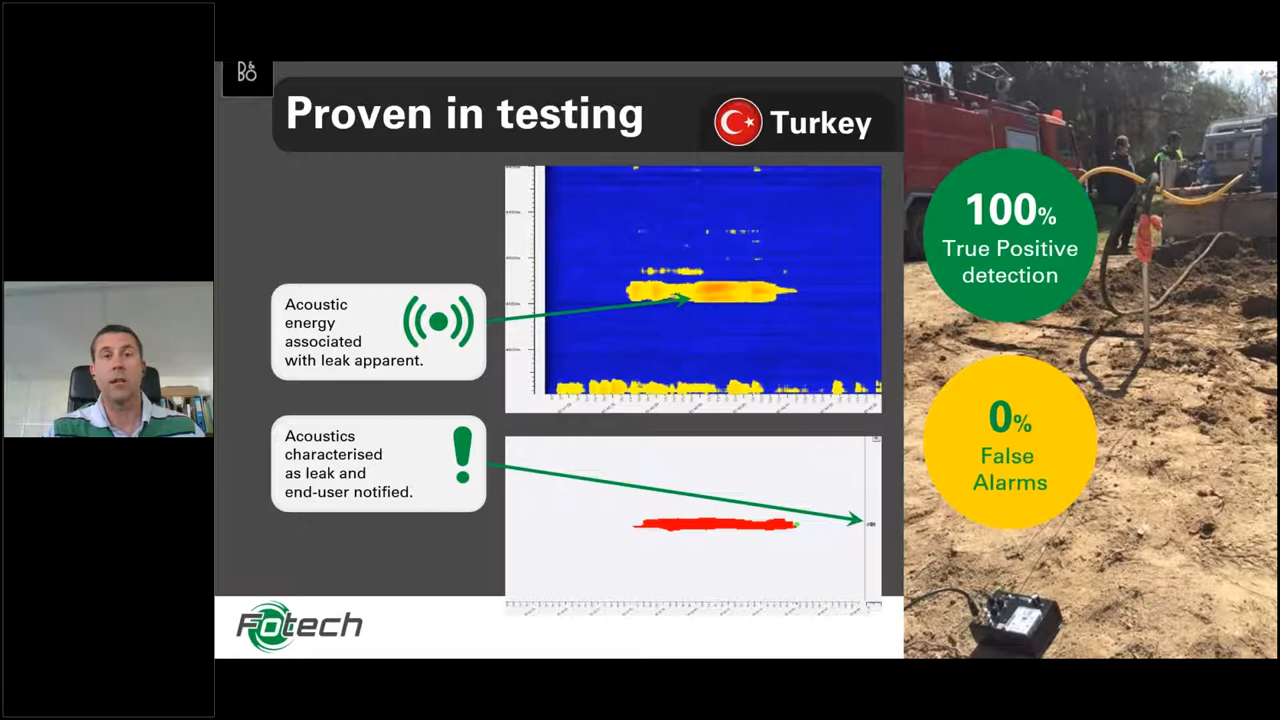 D&
BO
Proven in testing
Turkey
Acoustic
energy
associated
with leak apparent.
Acoustics
characterised
as leak and
end-user notified.
100%
True Positive
detection
0%
False
Alarms
Fotech